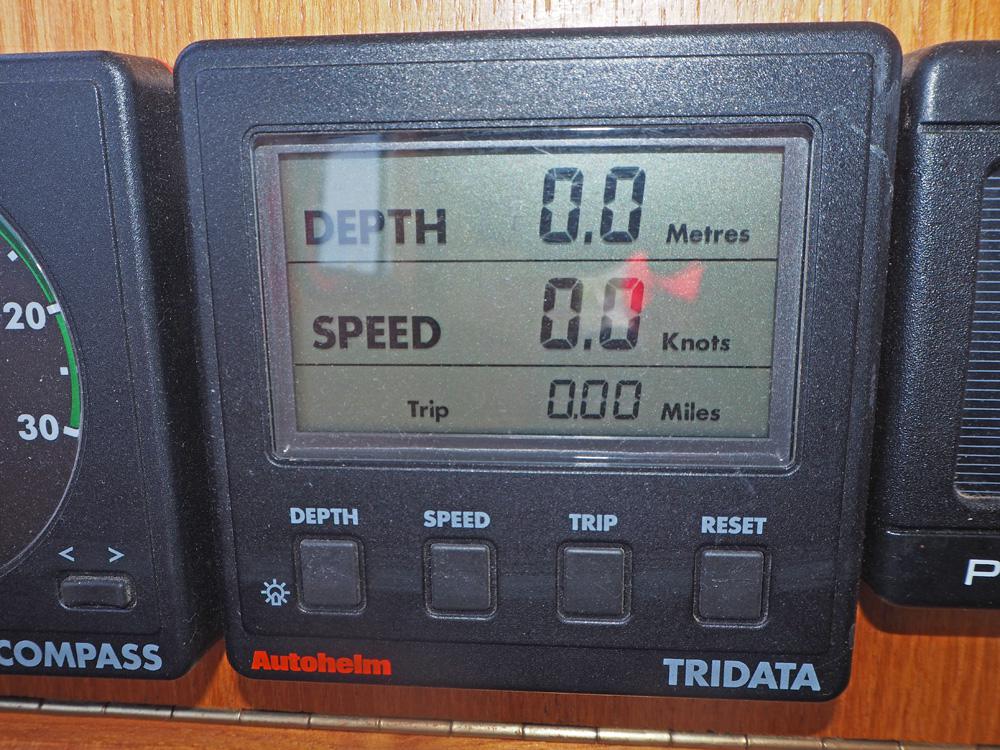 DEPTH 0.0 Metres
SPEED 0.0 Knots
Trip 0.00 Miles
DEPTH SPEED TRIP RESET
Autohelm TRIDATA
20
30
< >
COMPASS
P